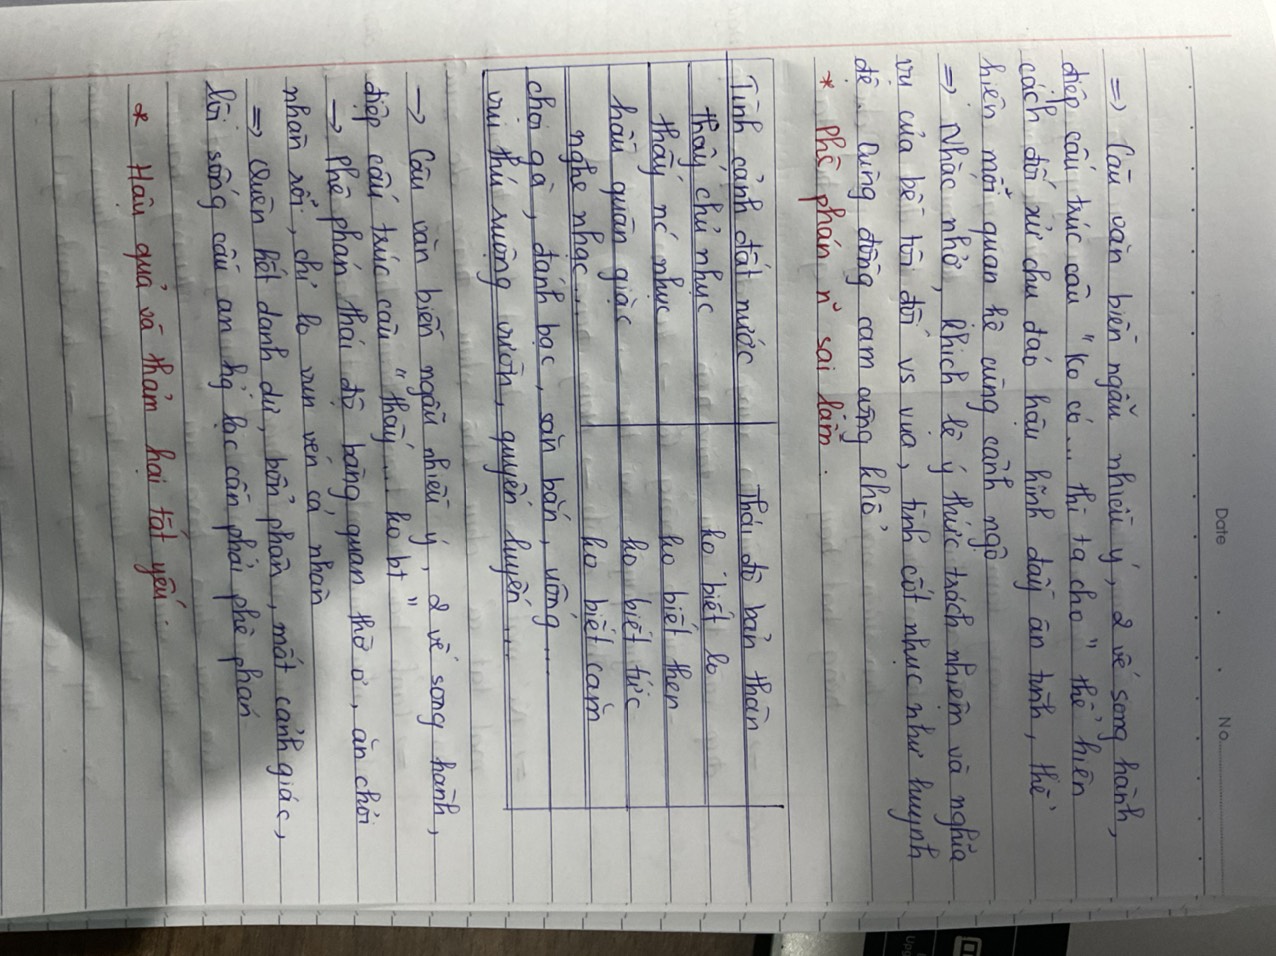 Date . . No
=> Câu văn biền ngẫu nhiều ý, 2 vế song hành,
điệp cấu trúc câu "Ko có... thì ta cho" thể hiện
cách đối xử chu đáo hậu hĩnh đầy ân tình, thể
hiện mối quan hệ cùng cảnh ngộ
=> Nhắc nhở, khích lệ ý thức trách nhiệm và nghĩa
vụ của bề tôi đối vs vua, tình cốt nhục như huynh
đệ. Cùng đồng cam cộng khổ
* Phê phán n~ sai lầm.
Tình cảnh đất nước Thái độ bản thân
thấy chủ nhục ko biết lo
thấy nc nhục ko biết thẹn
hầu quân giặc ko biết tức
nghe nhạc... ko biết căm
chọi gà, đánh bạc, săn bắn, uống...
vui thú ruộng vườn, quyến luyến...
-> Câu văn biền ngẫu nhiều ý, 2 vế song hành,
điệp cấu trúc câu "thấy... ko bt"
-> Phê phán thái độ bàng quan thờ ơ, ăn chơi
nhàn rỗi, chỉ lo vun vén cá nhân
=> Quên hết danh dự, bổn phận, mất cảnh giác,
lối sống cầu an hg lạc cần phải phê phán
* Hậu quả và thảm hại tất yếu.